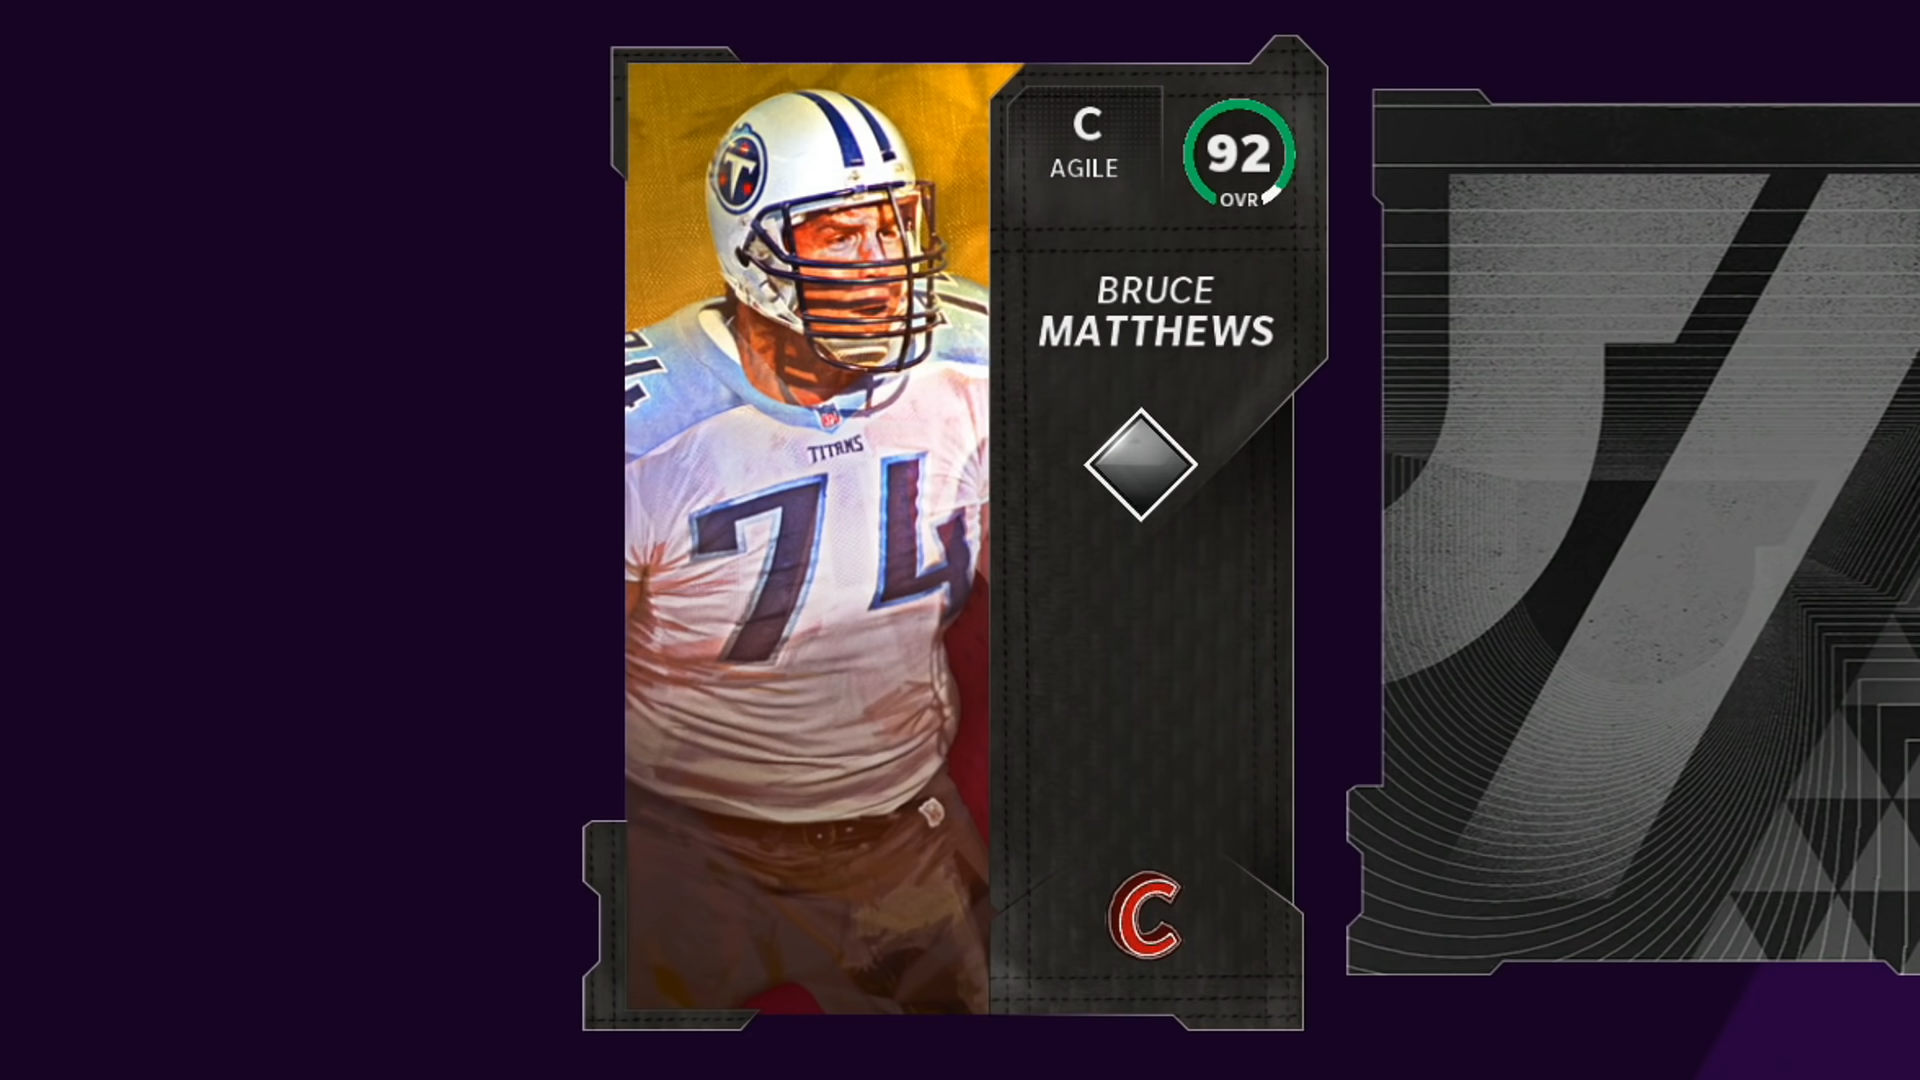 C
AGILE
92
OVR
BRUCE
MATTHEWS
T
TITANS
74
C